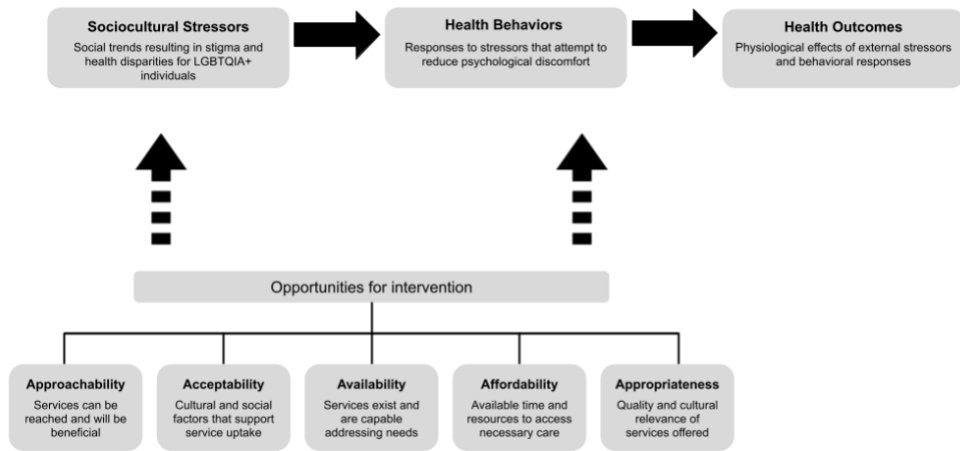 Sociocultural Stressors
Social trends resulting in stigma and
health disparities for LGBTQIA+
individuals
Health Behaviors
Responses to stressors that attempt to
reduce psychological discomfort
Health Outcomes
Physiological effects of external stressors
and behavioral responses
Opportunities for intervention
Approachability
Services can be
reached and will be
beneficial
Acceptability
Cultural and social
factors that support
service uptake
Availability
Services exist and
are capable
addressing needs
Affordability
Available time and
resources to access
necessary care
Appropriateness
Quality and cultural
relevance of
services offered